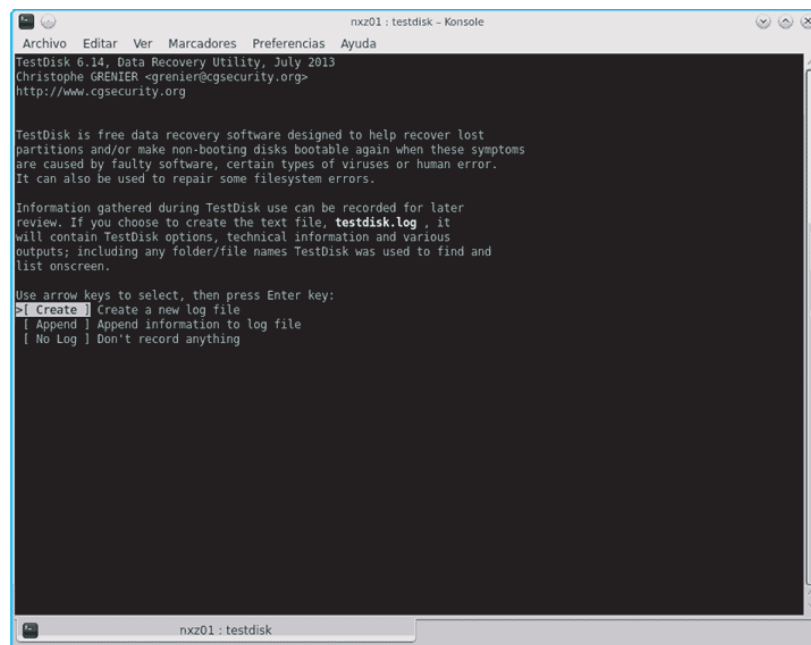 nxz01 : testdisk – Konsole
Archivo Editar Ver Marcadores Preferencias Ayuda
TestDisk 6.14, Data Recovery Utility, July 2013
Christophe GRENIER <grenier@cgsecurity.org>
http://www.cgsecurity.org
TestDisk is free data recovery software designed to help recover lost
partitions and/or make non-booting disks bootable again when these symptoms
are caused by faulty software, certain types of viruses or human error.
It can also be used to repair some filesystem errors.
Information gathered during TestDisk use can be recorded for later
review. If you choose to create the text file, testdisk.log , it
will contain TestDisk options, technical information and various
outputs; including any folder/file names TestDisk was used to find and
list onscreen.
Use arrow keys to select, then press Enter key:
>[ Create ] Create a new log file
[ Append ] Append information to log file
[ No Log ] Don't record anything
nxz01 : testdisk